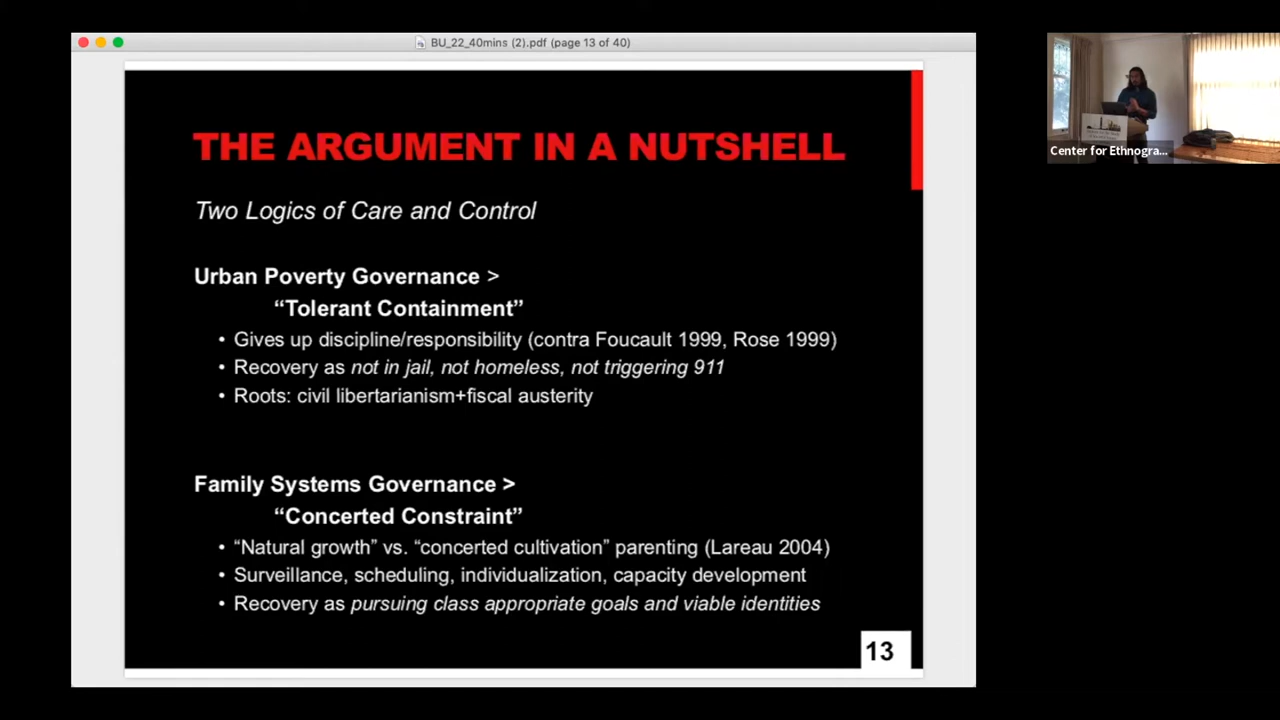 BU_22_40mins (2).pdf (page 13 of 40)
THE ARGUMENT IN A NUTSHELL
Two Logics of Care and Control
Urban Poverty Governance >
“Tolerant Containment”
• Gives up discipline/responsibility (contra Foucault 1999, Rose 1999)
• Recovery as not in jail, not homeless, not triggering 911
• Roots: civil libertarianism+fiscal austerity
Family Systems Governance >
“Concerted Constraint”
• “Natural growth” vs. “concerted cultivation” parenting (Lareau 2004)
• Surveillance, scheduling, individualization, capacity development
• Recovery as pursuing class appropriate goals and viable identities
13
Center for Ethnogra...